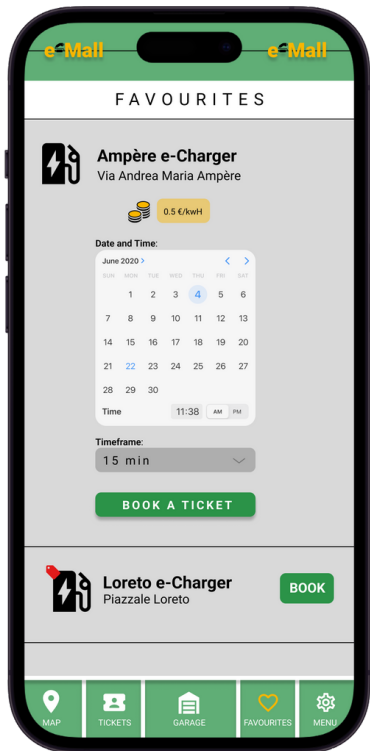 e-Mall e-Mall
FAVOURITES
Ampère e-Charger
Via Andrea Maria Ampère
0.5 €/kwH
Date and Time:
June 2020 >
SUN MON TUE WED THU FRI SAT
1 2 3 4 5 6
7 8 9 10 11 12 13
14 15 16 17 18 19 20
21 22 23 24 25 26 27
28 29 30
Time 11:38 AM PM
Timeframe:
15 min
BOOK A TICKET
Loreto e-Charger
Piazzale Loreto
BOOK
MAP TICKETS GARAGE FAVOURITES MENU